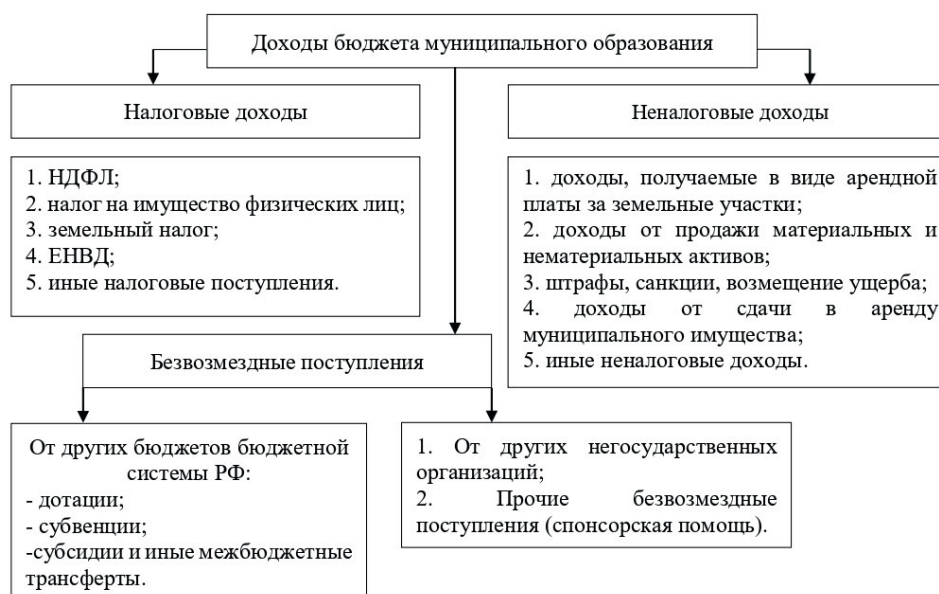 Доходы бюджета муниципального образования
Налоговые доходы
Неналоговые доходы
1. НДФЛ;
2. налог на имущество физических лиц;
3. земельный налог;
4. ЕНВД;
5. иные налоговые поступления.
1. доходы, получаемые в виде арендной
платы за земельные участки;
2. доходы от продажи материальных и
нематериальных активов;
3. штрафы, санкции, возмещение ущерба;
4. доходы от сдачи в аренду
муниципального имущества;
5. иные неналоговые доходы.
Безвозмездные поступления
От других бюджетов бюджетной
системы РФ:
- дотации;
- субвенции;
-субсидии и иные межбюджетные
трансферты.
1. От других негосударственных
организаций;
2. Прочие безвозмездные
поступления (спонсорская помощь).